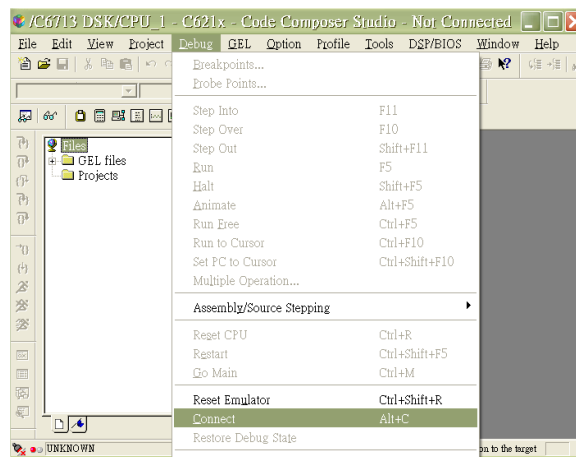 /C6713 DSK/CPU_1 - C621x - Code Composer Studio - Not Connected
File Edit View Project Debug GEL Option Profile Tools DSP/BIOS Window Help
Breakpoints...
Probe Points...
Step Into F11
Step Over F10
Step Out Shift+F11
Run F5
Halt Shift+F5
Animate Alt+F5
Run Free Ctrl+F5
Run to Cursor Ctrl+F10
Set PC to Cursor Ctrl+Shift+F10
Multiple Operation...
Assembly/Source Stepping
Reset CPU Ctrl+R
Restart Ctrl+Shift+F5
Go Main Ctrl+M
Reset Emulator Ctrl+Shift+R
Connect Alt+C
Restore Debug State
Files
GEL files
Projects
UNKNOWN
on to the target